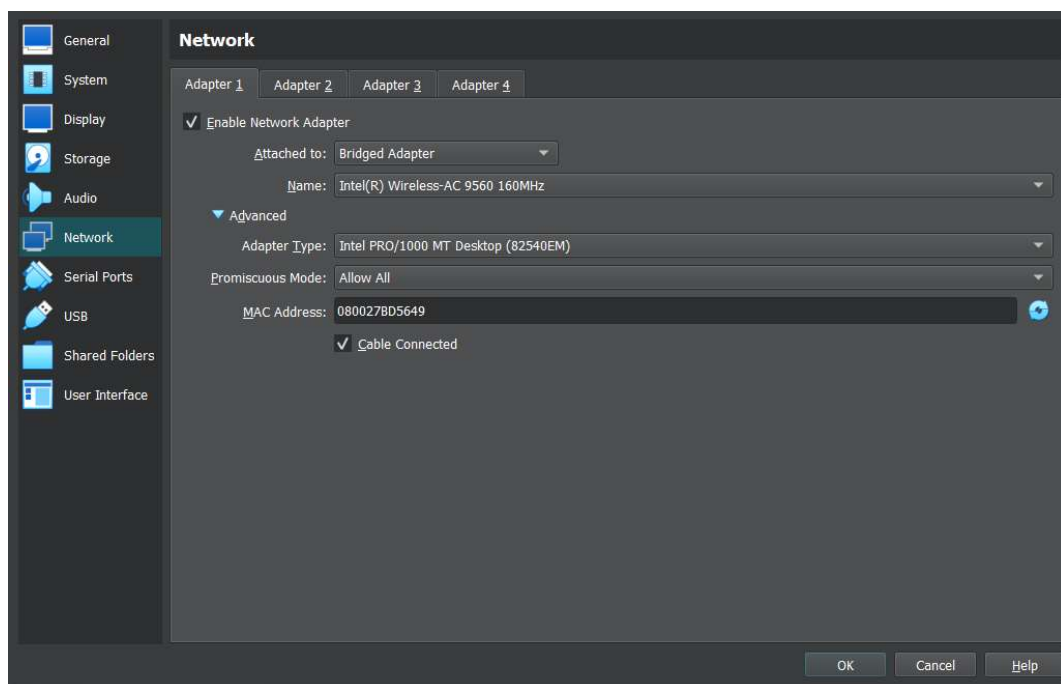 General
System
Display
Storage
Audio
Network
Serial Ports
USB
Shared Folders
User Interface
Network
Adapter 1 Adapter 2 Adapter 3 Adapter 4
Enable Network Adapter
Attached to: Bridged Adapter
Name: Intel(R) Wireless-AC 9560 160MHz
Advanced
Adapter Type: Intel PRO/1000 MT Desktop (82540EM)
Promiscuous Mode: Allow All
MAC Address: 080027BD5649
Cable Connected
OK Cancel Help